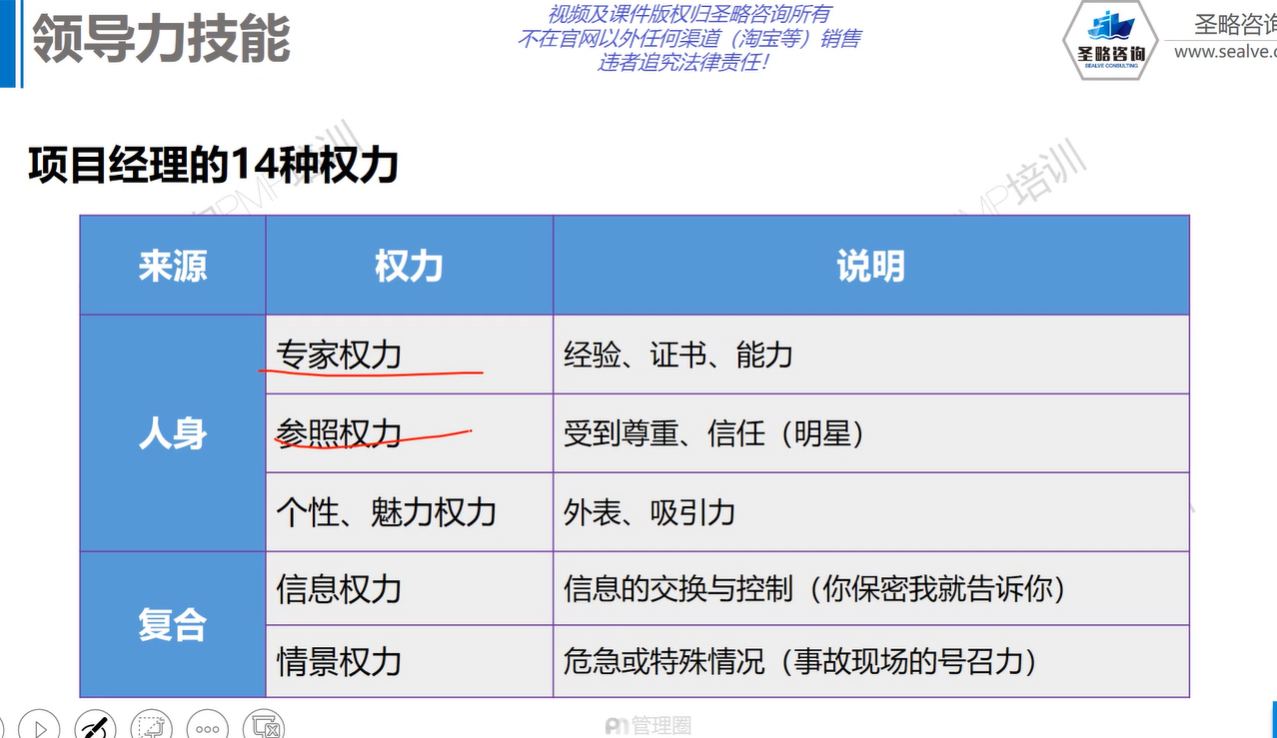 领导力技能
视频及课件版权归圣略咨询所有
不在官网以外任何渠道（淘宝等）销售
违者追究法律责任！
圣略咨询
SEALVE CONSULTING
圣略咨询
www.sealve.c
项目经理的14种权力
PMP培训
MP培训
来源 权力 说明
人身
专家权力 经验、证书、能力
参照权力 受到尊重、信任（明星）
个性、魅力权力 外表、吸引力
复合
信息权力 信息的交换与控制（你保密我就告诉你）
情景权力 危急或特殊情况（事故现场的号召力）
管理圈